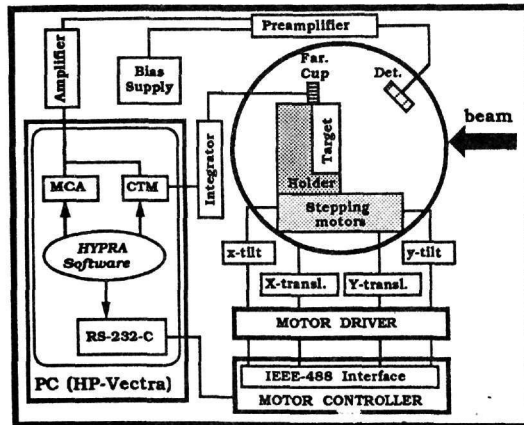 Preamplifier
Amplifier
Bias
Supply
Far.
Cup
Det.
beam
Integrator
Target
Holder
MCA
CTM
Stepping
motors
HYPRA
Software
x-tilt
y-tilt
X-transl.
Y-transl.
RS-232-C
MOTOR DRIVER
PC (HP-Vectra)
IEEE-488 Interface
MOTOR CONTROLLER